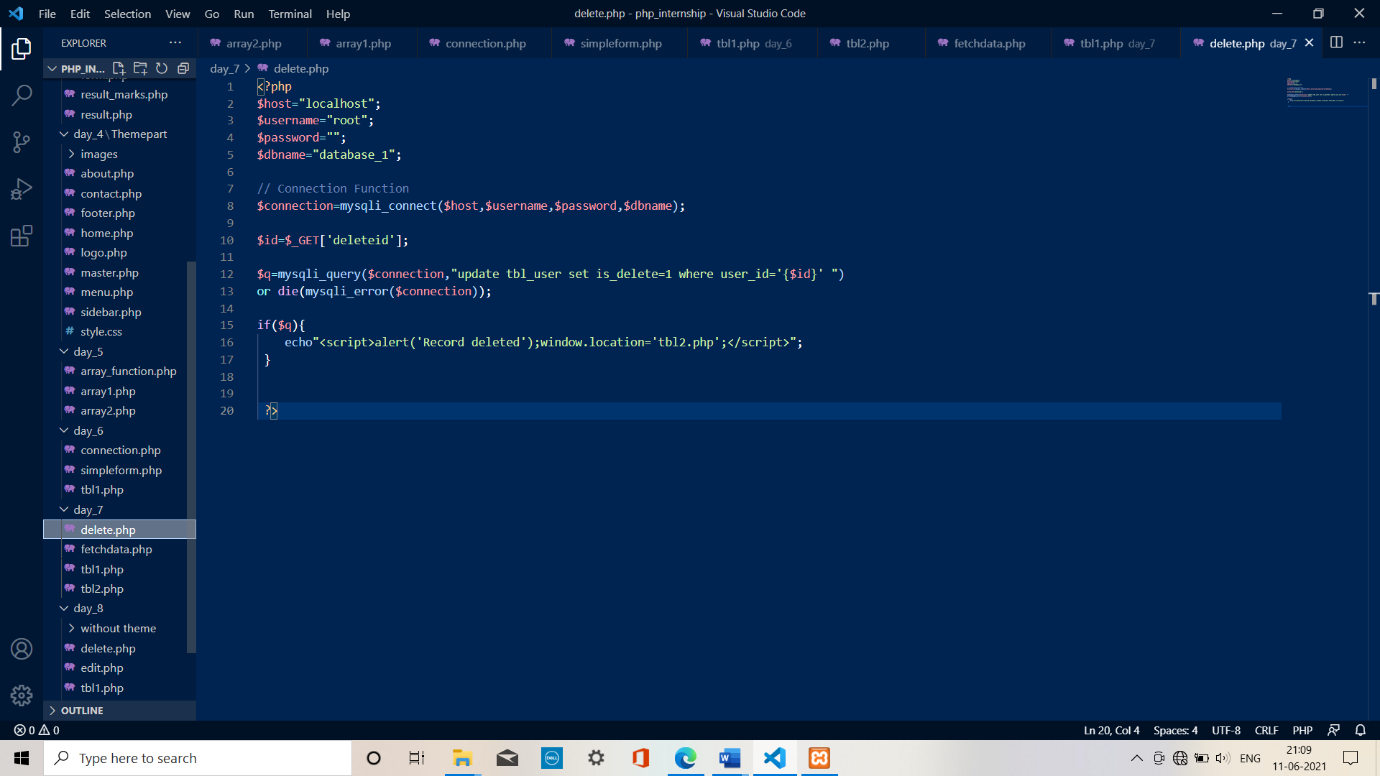 File Edit Selection View Go Run Terminal Help
delete.php - php_internship - Visual Studio Code
EXPLORER
array2.php
array1.php
connection.php
simpleform.php
tbl1.php day_6
tbl2.php
fetchdata.php
tbl1.php day_7
delete.php day_7
PHP_IN...
result_marks.php
result.php
day_4\Themepart
images
about.php
contact.php
footer.php
home.php
logo.php
master.php
menu.php
sidebar.php
# style.css
day_5
array_function.php
array1.php
array2.php
day_6
connection.php
simpleform.php
tbl1.php
day_7
delete.php
fetchdata.php
tbl1.php
tbl2.php
day_8
without theme
delete.php
edit.php
tbl1.php
OUTLINE
day_7 > delete.php
1 <?php
2 $host="localhost";
3 $username="root";
4 $password="";
5 $dbname="database_1";
6
7 // Connection Function
8 $connection=mysqli_connect($host,$username,$password,$dbname);
9
10 $id=$_GET['deleteid'];
11
12 $q=mysqli_query($connection,"update tbl_user set is_delete=1 where user_id='{$id}' ")
13 or die(mysqli_error($connection));
14
15 if($q){
16 echo"<script>alert('Record deleted');window.location='tbl2.php';</script>";
17 }
18
19
20 ?>
0 0
Ln 20, Col 4 Spaces: 4 UTF-8 CRLF PHP
Type here to search
DELL
ENG
21:09
11-06-2021